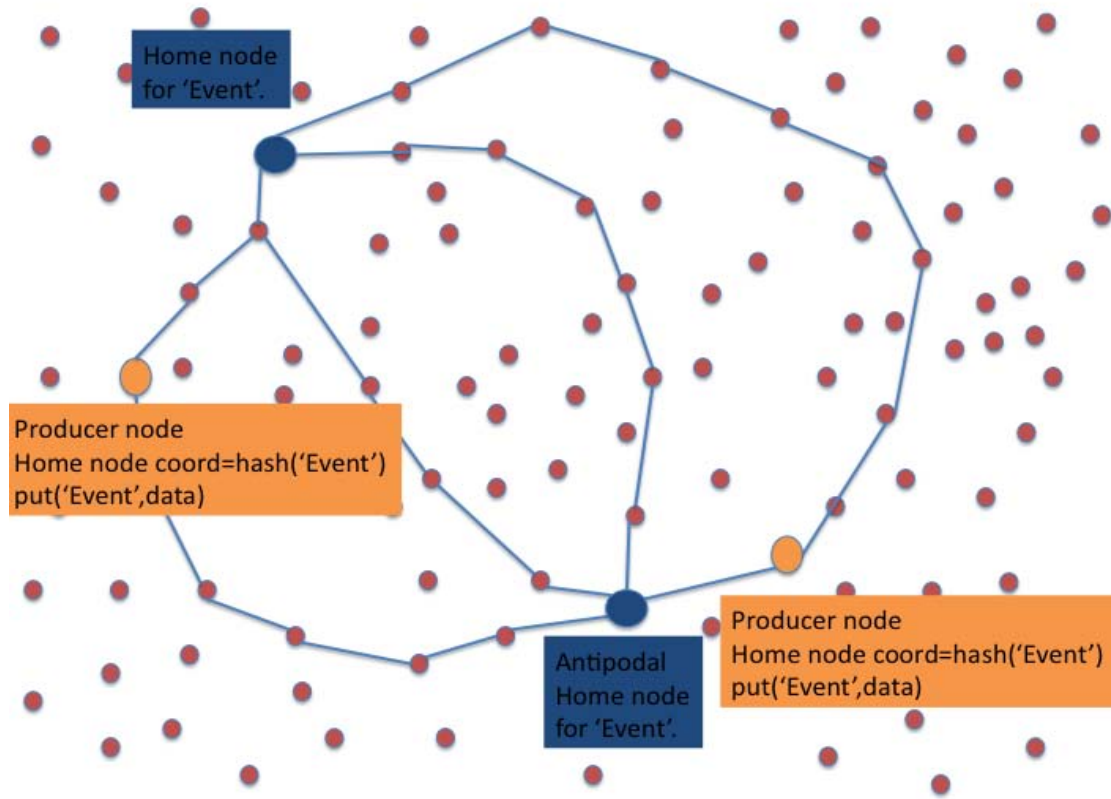 Home node
for ‘Event’.
Producer node
Home node coord=hash(‘Event’)
put(‘Event’,data)
Antipodal
Home node
for ‘Event’.
Producer node
Home node coord=hash(‘Event’)
put(‘Event’,data)